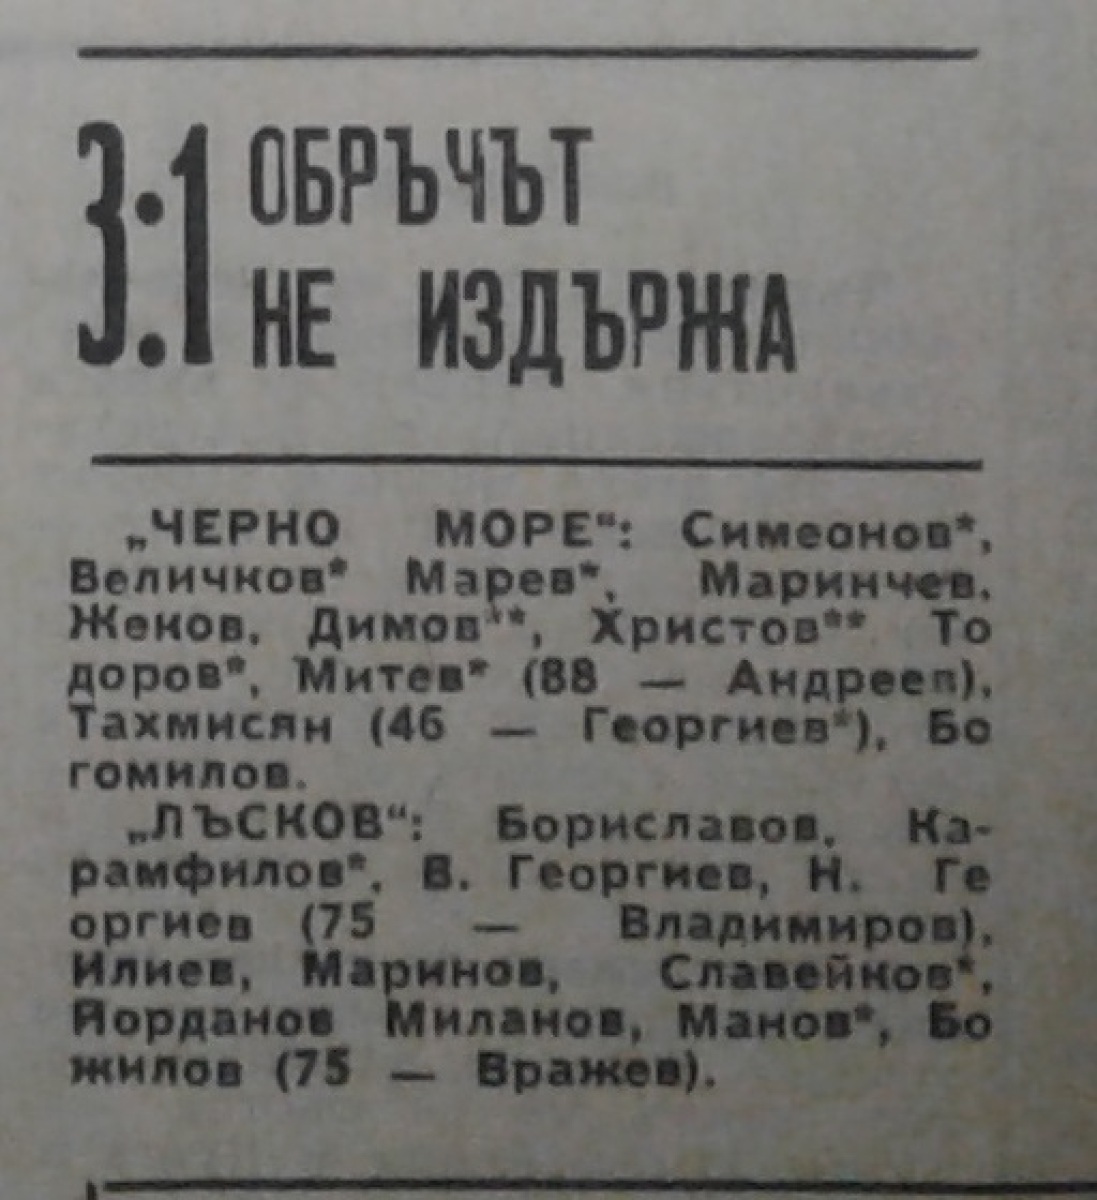 3:1 ОБРЪЧЪТ
НЕ ИЗДЪРЖА
„ЧЕРНО МОРЕ“: Симеонов*,
Величков* Марев*, Маринчев,
Жеков, Димов**, Христов** То
доров*, Митев* (88 — Андреев),
Тахмисян (46 — Георгиев*), Бо
гомилов.
„ЛЪСКОВ“: Бориславов, Ка-
рамфилов*, В. Георгиев, Н. Ге
оргиев (75 — Владимиров),
Илиев, Маринов, Славейков*,
Йорданов Миланов, Манов*, Бо
жилов (75 — Вражев).